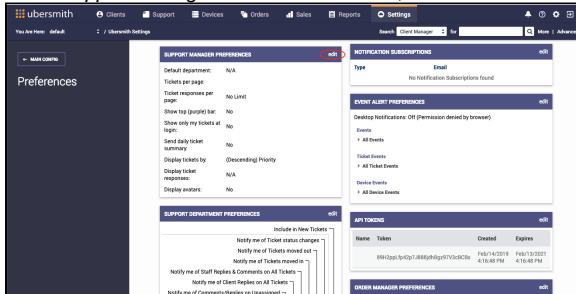 ubersmith
Clients
Support
Devices
Orders
Sales
Reports
Settings
You Are Here: default
/ Ubersmith Settings
Search
Client Manager
for
More
Advance
← MAIN CONFIG
Preferences
SUPPORT MANAGER PREFERENCES
edit
Default department: N/A
Tickets per page:
Ticket responses per page: No Limit
Show top (purple) bar: No
Show only my tickets at login: No
Send daily ticket summary: No
Display tickets by: (Descending) Priority
Display ticket responses: N/A
Display avatars: No
SUPPORT DEPARTMENT PREFERENCES
edit
Include in New Tickets
Notify me of Ticket status changes
Notify me of Tickets moved out
Notify me of Tickets moved in
Notify me of Staff Replies & Comments on All Tickets
Notify me of Client Replies on All Tickets
Notify me of Comments/Replies on Unassigned
NOTIFICATION SUBSCRIPTIONS
edit
Type Email
No Notification Subscriptions found
EVENT ALERT PREFERENCES
edit
Desktop Notifications: Off (Permission denied by browser)
Events
All Events
Ticket Events
All Ticket Events
Device Events
All Device Events
API TOKENS
edit
Name Token Created Expires
Feb/14/2019 4:16:48 PM
Feb/13/2021 4:16:48 PM
ORDER MANAGER PREFERENCES
edit